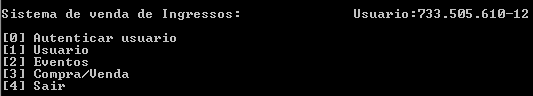 Sistema de venda de Ingressos: Usuario:733.505.610-12
[0] Autenticar usuario
[1] Usuario
[2] Eventos
[3] Compra/Venda
[4] Sair